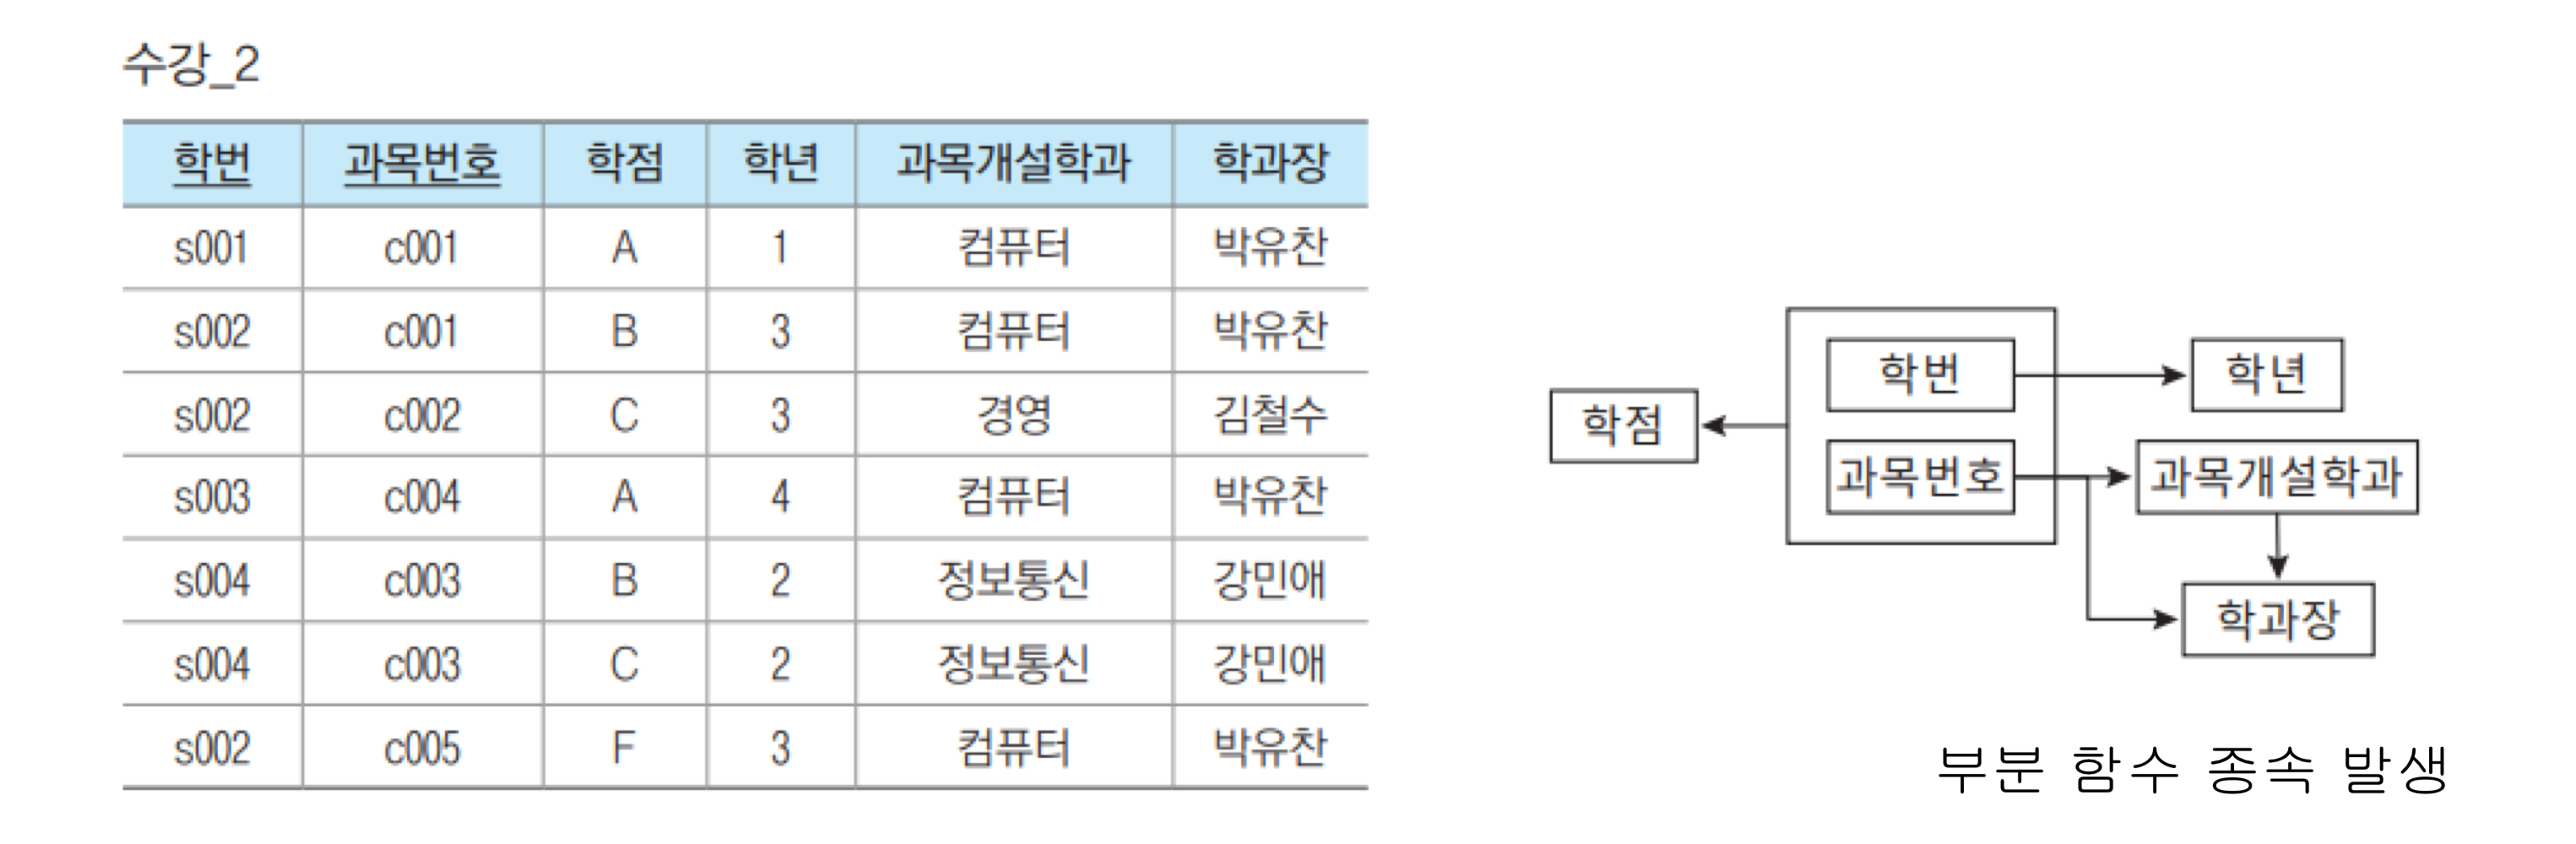 수강_2
학번 과목번호 학점 학년 과목개설학과 학과장
s001 c001 A 1 컴퓨터 박유찬
s002 c001 B 3 컴퓨터 박유찬
s002 c002 C 3 경영 김철수
s003 c004 A 4 컴퓨터 박유찬
s004 c003 B 2 정보통신 강민애
s004 c003 C 2 정보통신 강민애
s002 c005 F 3 컴퓨터 박유찬
학번 학년
학점
과목번호 과목개설학과
학과장
부분 함수 종속 발생